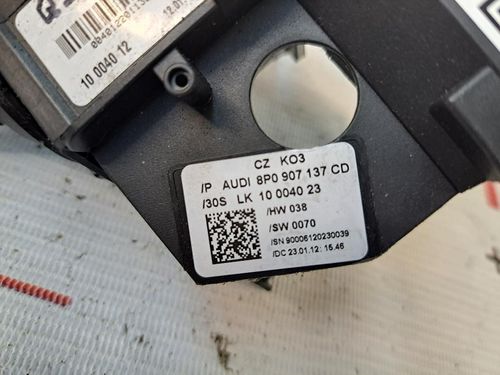 10 0040 12
CZ KO3
/P AUDI 8P0 907 137 CD
/30S LK 10 0040 23
/HW 038
/SW 0070
/SN 90006120230039
/DC 23.01.12: 15.46